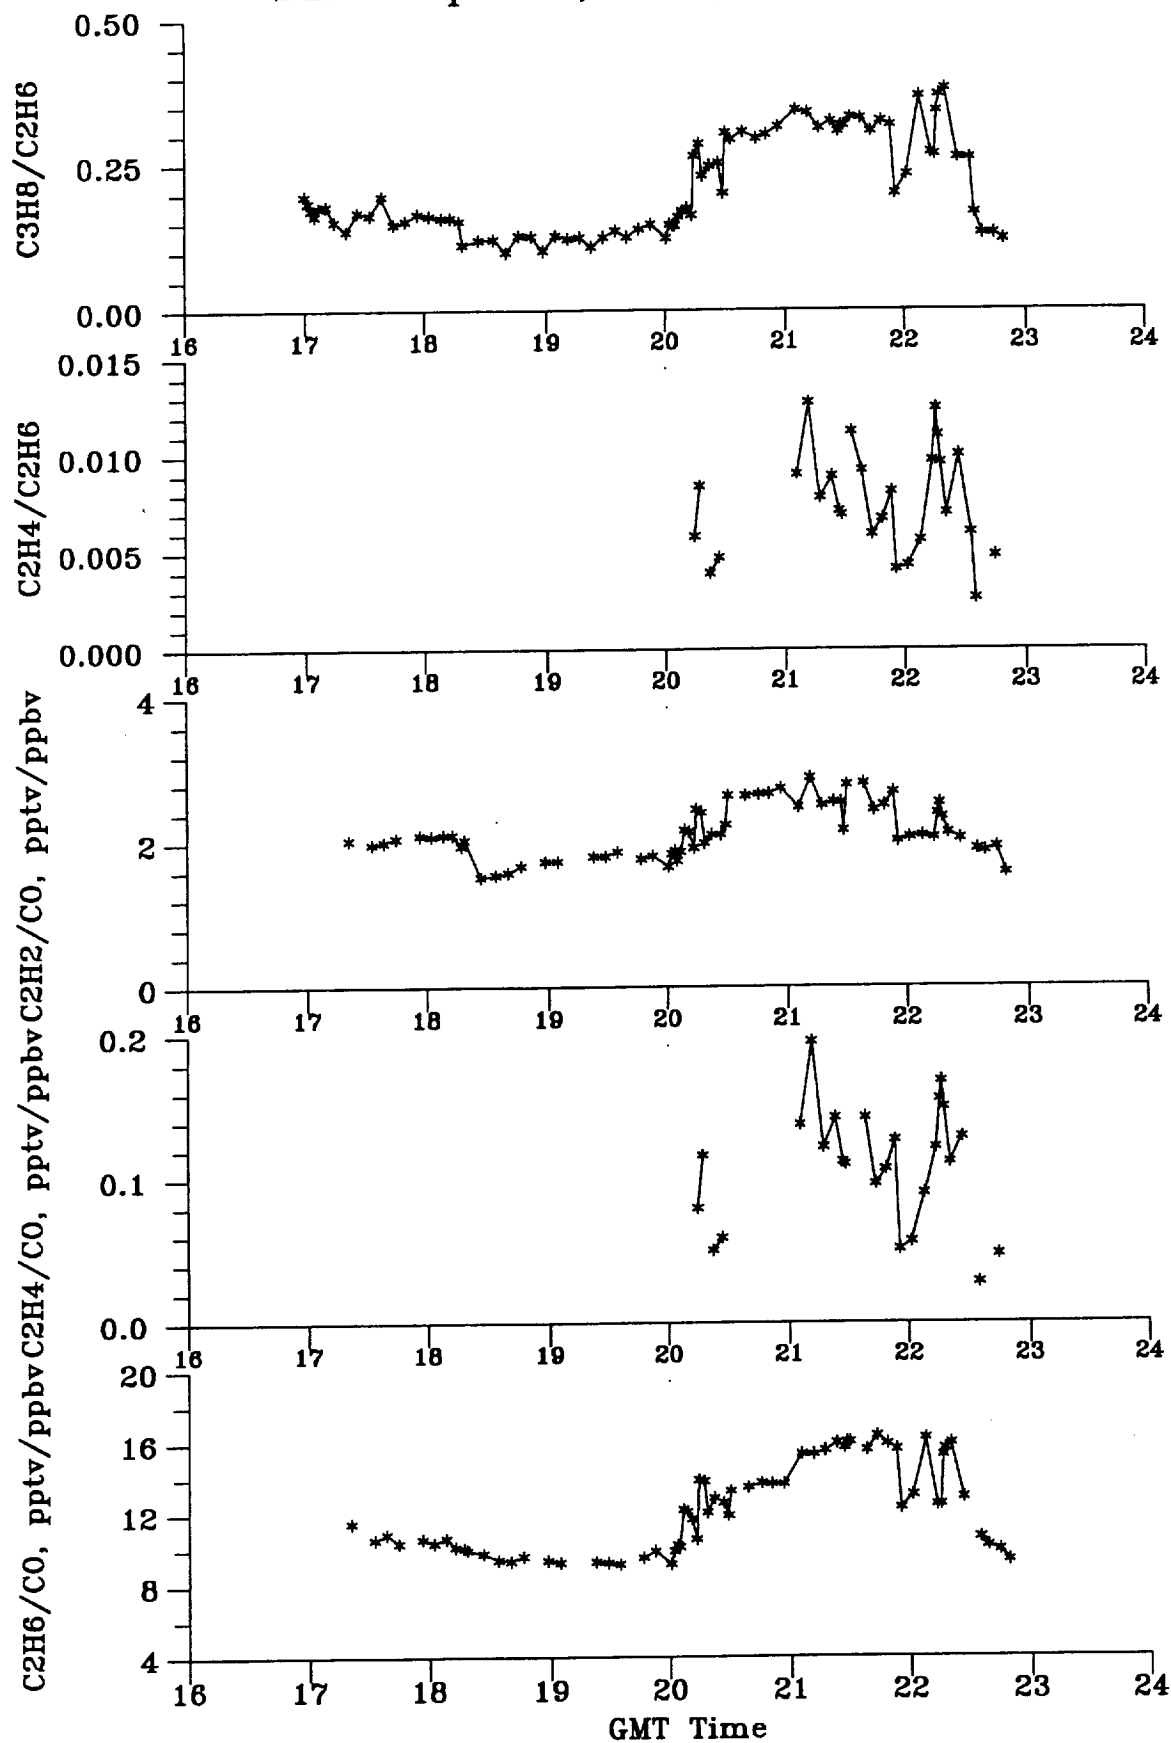 0.50
0.25
0.00
C3H8/C2H6
16 17 18 19 20 21 22 23 24
0.015
0.010
0.005
0.000
C2H4/C2H6
16 17 18 19 20 21 22 23 24
4
2
0
C2H2/CO, pptv/ppbv
16 17 18 19 20 21 22 23 24
0.2
0.1
0.0
C2H4/CO, pptv/ppbv
16 17 18 19 20 21 22 23 24
20
16
12
8
4
C2H6/CO, pptv/ppbv
16 17 18 19 20 21 22 23 24
GMT Time